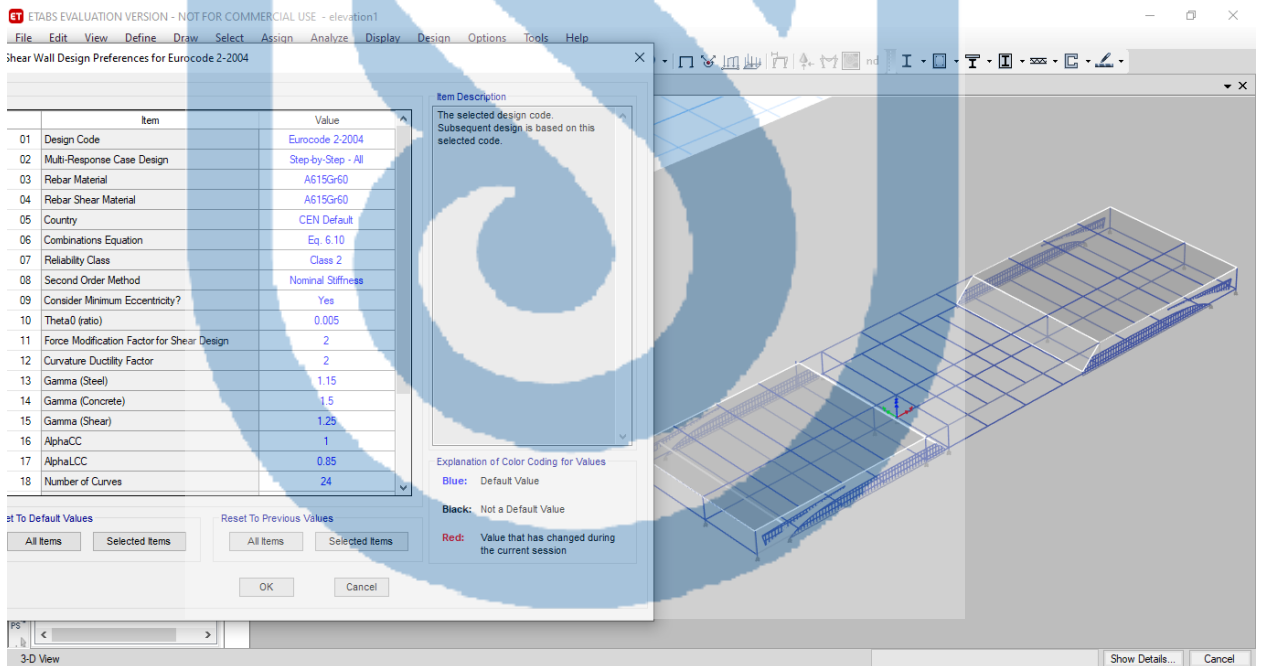 ETABS EVALUATION VERSION - NOT FOR COMMERCIAL USE - elevation1
File Edit View Define Draw Select Assign Analyze Display Design Options Tools Help
Shear Wall Design Preferences for Eurocode 2-2004
nd
Item Value
01 Design Code Eurocode 2-2004
02 Multi-Response Case Design Step-by-Step - All
03 Rebar Material A615Gr60
04 Rebar Shear Material A615Gr60
05 Country CEN Default
06 Combinations Equation Eq. 6.10
07 Reliability Class Class 2
08 Second Order Method Nominal Stiffness
09 Consider Minimum Eccentricity? Yes
10 Theta0 (ratio) 0.005
11 Force Modification Factor for Shear Design 2
12 Curvature Ductility Factor 2
13 Gamma (Steel) 1.15
14 Gamma (Concrete) 1.5
15 Gamma (Shear) 1.25
16 AlphaCC 1
17 AlphaLCC 0.85
18 Number of Curves 24
Item Description
The selected design code.
Subsequent design is based on this
selected code.
Explanation of Color Coding for Values
Blue: Default Value
Black: Not a Default Value
Red: Value that has changed during
the current session
et To Default Values
All Items Selected Items
Reset To Previous Values
All Items Selected Items
OK Cancel
3-D View
Show Details... Cancel